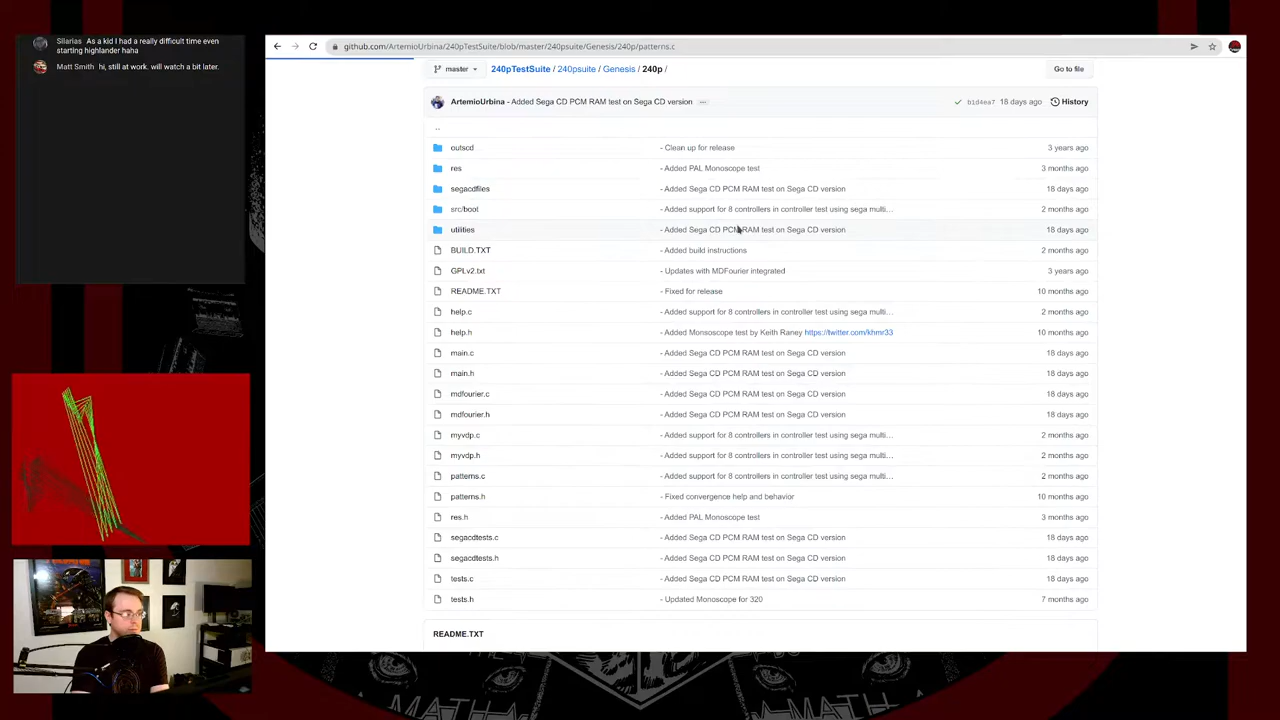 Silarias As a kid I had a really difficult time even
starting highlander haha
Matt Smith hi, still at work. will watch a bit later.
github.com/ArtemioUrbina/240pTestSuite/blob/master/240psuite/Genesis/240p/patterns.c
master 240pTestSuite / 240psuite / Genesis / 240p / Go to file
ArtemioUrbina - Added Sega CD PCM RAM test on Sega CD version ... b1d4ea7 18 days ago History
..
outscd - Clean up for release 3 years ago
res - Added PAL Monoscope test 3 months ago
segacdfiles - Added Sega CD PCM RAM test on Sega CD version 18 days ago
src/boot - Added support for 8 controllers in controller test using sega multi... 2 months ago
utilities - Added Sega CD PCM RAM test on Sega CD version 18 days ago
BUILD.TXT - Added build instructions 2 months ago
GPLv2.txt - Updates with MDFourier integrated 3 years ago
README.TXT - Fixed for release 10 months ago
help.c - Added support for 8 controllers in controller test using sega multi... 2 months ago
help.h - Added Monsoscope test by Keith Raney https://twitter.com/khmr33 10 months ago
main.c - Added Sega CD PCM RAM test on Sega CD version 18 days ago
main.h - Added Sega CD PCM RAM test on Sega CD version 18 days ago
mdfourier.c - Added Sega CD PCM RAM test on Sega CD version 18 days ago
mdfourier.h - Added Sega CD PCM RAM test on Sega CD version 18 days ago
myvdp.c - Added support for 8 controllers in controller test using sega multi... 2 months ago
myvdp.h - Added support for 8 controllers in controller test using sega multi... 2 months ago
patterns.c - Added support for 8 controllers in controller test using sega multi... 2 months ago
patterns.h - Fixed convergence help and behavior 10 months ago
res.h - Added PAL Monoscope test 3 months ago
segacdtests.c - Added Sega CD PCM RAM test on Sega CD version 18 days ago
segacdtests.h - Added Sega CD PCM RAM test on Sega CD version 18 days ago
tests.c - Added Sega CD PCM RAM test on Sega CD version 18 days ago
tests.h - Updated Monoscope for 320 7 months ago
README.TXT